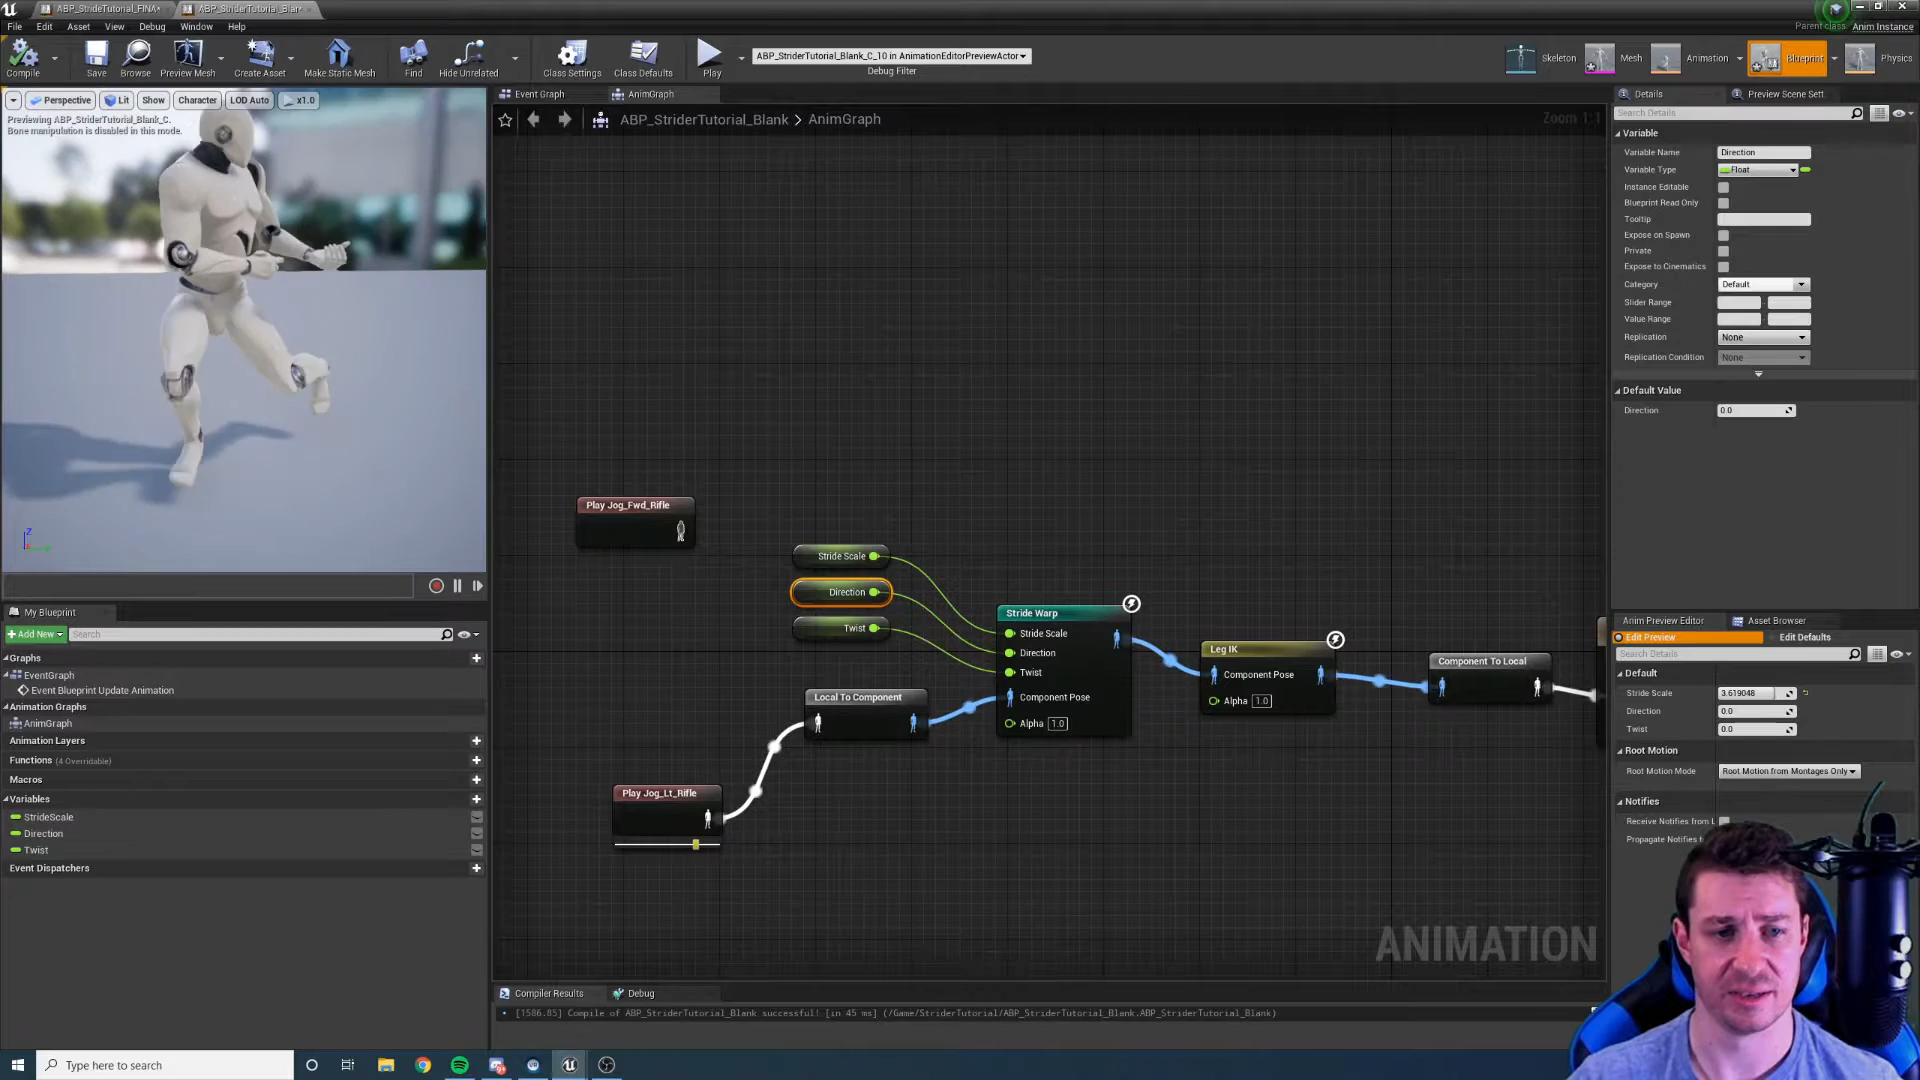 ABP_StrideTutorial_FINA*
ABP_StriderTutorial_Blan*
Parent class: Anim Instance
File Edit Asset View Debug Window Help
Compile Save Browse Preview Mesh Create Asset Make Static Mesh Find Hide Unrelated Class Settings Class Defaults Play
ABP_StriderTutorial_Blank_C_10 in AnimationEditorPreviewActor
Debug Filter
Skeleton Mesh Animation Blueprint Physics
Perspective Lit Show Character LOD Auto x1.0
Previewing ABP_StriderTutorial_Blank_C.
Bone manipulation is disabled in this mode.
Z
Event Graph AnimGraph
ABP_StriderTutorial_Blank > AnimGraph
Zoom 1:1
Play Jog_Fwd_Rifle
Stride Scale
Direction
Twist
Stride Warp
Stride Scale
Direction
Twist
Component Pose
Alpha 1.0
Leg IK
Component Pose
Alpha 1.0
Component To Local
Local To Component
Play Jog_Lt_Rifle
ANIMATION
Compiler Results Debug
[1586.85] Compile of ABP_StriderTutorial_Blank successful! [in 45 ms] (/Game/StriderTutorial/ABP_StriderTutorial_Blank.ABP_StriderTutorial_Blank)
My Blueprint
Add New Search
Graphs
EventGraph
Event Blueprint Update Animation
Animation Graphs
AnimGraph
Animation Layers
Functions (4 Overridable)
Macros
Variables
StrideScale
Direction
Twist
Event Dispatchers
Details Preview Scene Sett
Search Details
Variable
Variable Name Direction
Variable Type Float
Instance Editable
Blueprint Read Only
Tooltip
Expose on Spawn
Private
Expose to Cinematics
Category Default
Slider Range
Value Range
Replication None
Replication Condition None
Default Value
Direction 0.0
Anim Preview Editor Asset Browser
Edit Preview Edit Defaults
Search Details
Default
Stride Scale 3.619048
Direction 0.0
Twist 0.0
Root Motion
Root Motion Mode Root Motion from Montages Only
Notifies
Receive Notifies from L
Propagate Notifies t
Type here to search